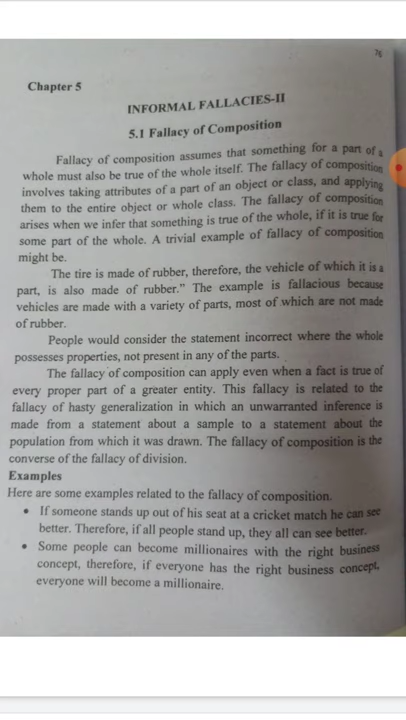 Chapter 5
INFORMAL FALLACIES-II
5.1 Fallacy of Composition
Fallacy of composition assumes that something for a part of a
whole must also be true of the whole itself. The fallacy of composition
involves taking attributes of a part of an object or class, and applying
them to the entire object or whole class. The fallacy of composition
arises when we infer that something is true of the whole, if it is true for
some part of the whole. A trivial example of fallacy of composition
might be.
The tire is made of rubber, therefore, the vehicle of which it is a
part, is also made of rubber." The example is fallacious because
vehicles are made with a variety of parts, most of which are not made
of rubber.
People would consider the statement incorrect where the whole
possesses properties, not present in any of the parts.
The fallacy of composition can apply even when a fact is true of
every proper part of a greater entity. This fallacy is related to the
fallacy of hasty generalization in which an unwarranted inference is
made from a statement about a sample to a statement about the
population from which it was drawn. The fallacy of composition is the
converse of the fallacy of division.
Examples
Here are some examples related to the fallacy of composition.
• If someone stands up out of his seat at a cricket match he can see
better. Therefore, if all people stand up, they all can see better.
• Some people can become millionaires with the right business
concept, therefore, if everyone has the right business concept,
everyone will become a millionaire.